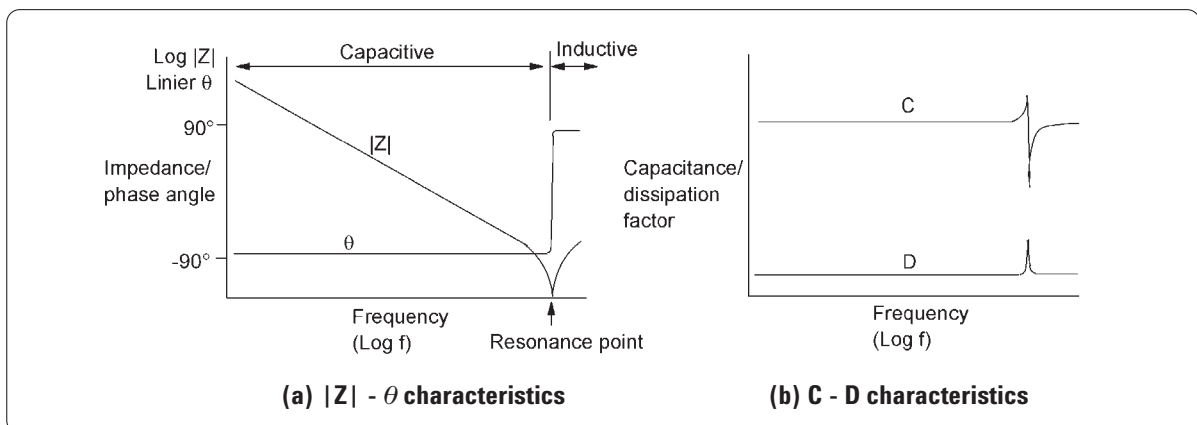 Log |Z|
Linier θ
Capacitive
Inductive
90°
|Z|
Impedance/
phase angle
θ
-90°
Frequency
(Log f)
Resonance point
(a) |Z| - θ characteristics
C
Capacitance/
dissipation
factor
D
Frequency
(Log f)
(b) C - D characteristics